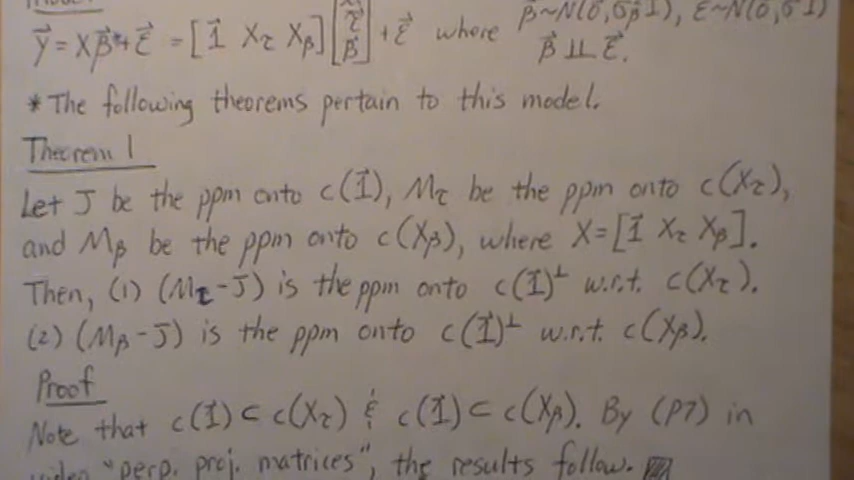 Model
y⃗ = Xβ⃗* + ε⃗ = [1⃗ X_τ X_β] [τ⃗ β⃗] + ε⃗ where β⃗ ~ N(0⃗, σ_β² I), ε⃗ ~ N(0⃗, σ² I)
β⃗ ⫫ ε⃗.
* The following theorems pertain to this model.
Theorem 1
Let J be the ppm onto c(1⃗), M_τ be the ppm onto c(X_τ),
and M_β be the ppm onto c(X_β), where X = [1⃗ X_τ X_β].
Then, (1) (M_τ - J) is the ppm onto c(1⃗)^⊥ w.r.t. c(X_τ).
(2) (M_β - J) is the ppm onto c(1⃗)^⊥ w.r.t. c(X_β).
Proof
Note that c(1⃗) ⊂ c(X_τ) & c(1⃗) ⊂ c(X_β). By (P7) in
video "perp. proj. matrices", the results follow.